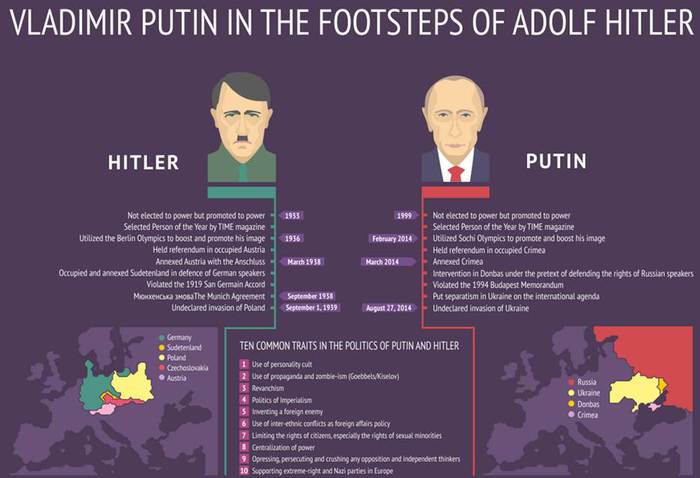 VLADIMIR PUTIN IN THE FOOTSTEPS OF ADOLF HITLER
HITLER
PUTIN
Not elected to power but promoted to power
1933
Selected Person of the Year by TIME magazine
Utilized the Berlin Olympics to boost and promote his image
1936
Held referendum in occupied Austria
Annexed Austria with the Anschluss
March 1938
Occupied and annexed Sudetenland in defence of German speakers
Violated the 1919 San Germain Accord
Мюнхенська змоваThe Munich Agreement
September 1938
Undeclared invasion of Poland
September 1, 1939
1999
Not elected to power but promoted to power
Selected Person of the Year by TIME magazine
February 2014
Utilized Sochi Olympics to promote and boost his image
Held referendum in occupied Crimea
March 2014
Annexed Crimea
Intervention in Donbas under the pretext of defending the rights of Russian speakers
Violated the 1994 Budapest Memorandum
Put separatism in Ukraine on the international agenda
August 27, 2014
Undeclared invasion of Ukraine
Germany
Sudetenland
Poland
Czechoslovakia
Austria
TEN COMMON TRAITS IN THE POLITICS OF PUTIN AND HITLER
1 Use of personality cult
2 Use of propaganda and zombie-ism (Goebbels/Kiselov)
3 Revanchism
4 Politics of Imperialism
5 Inventing a foreign enemy
6 Use of inter-ethnic conflicts as foreign affairs policy
7 Limiting the rights of citizens, especially the rights of sexual minorities
8 Centralization of power
9 Opressing, persecuting and crushing any opposition and independent thinkers
10 Supporting extreme-right and Nazi parties in Europe
Russia
Ukraine
Donbas
Crimea